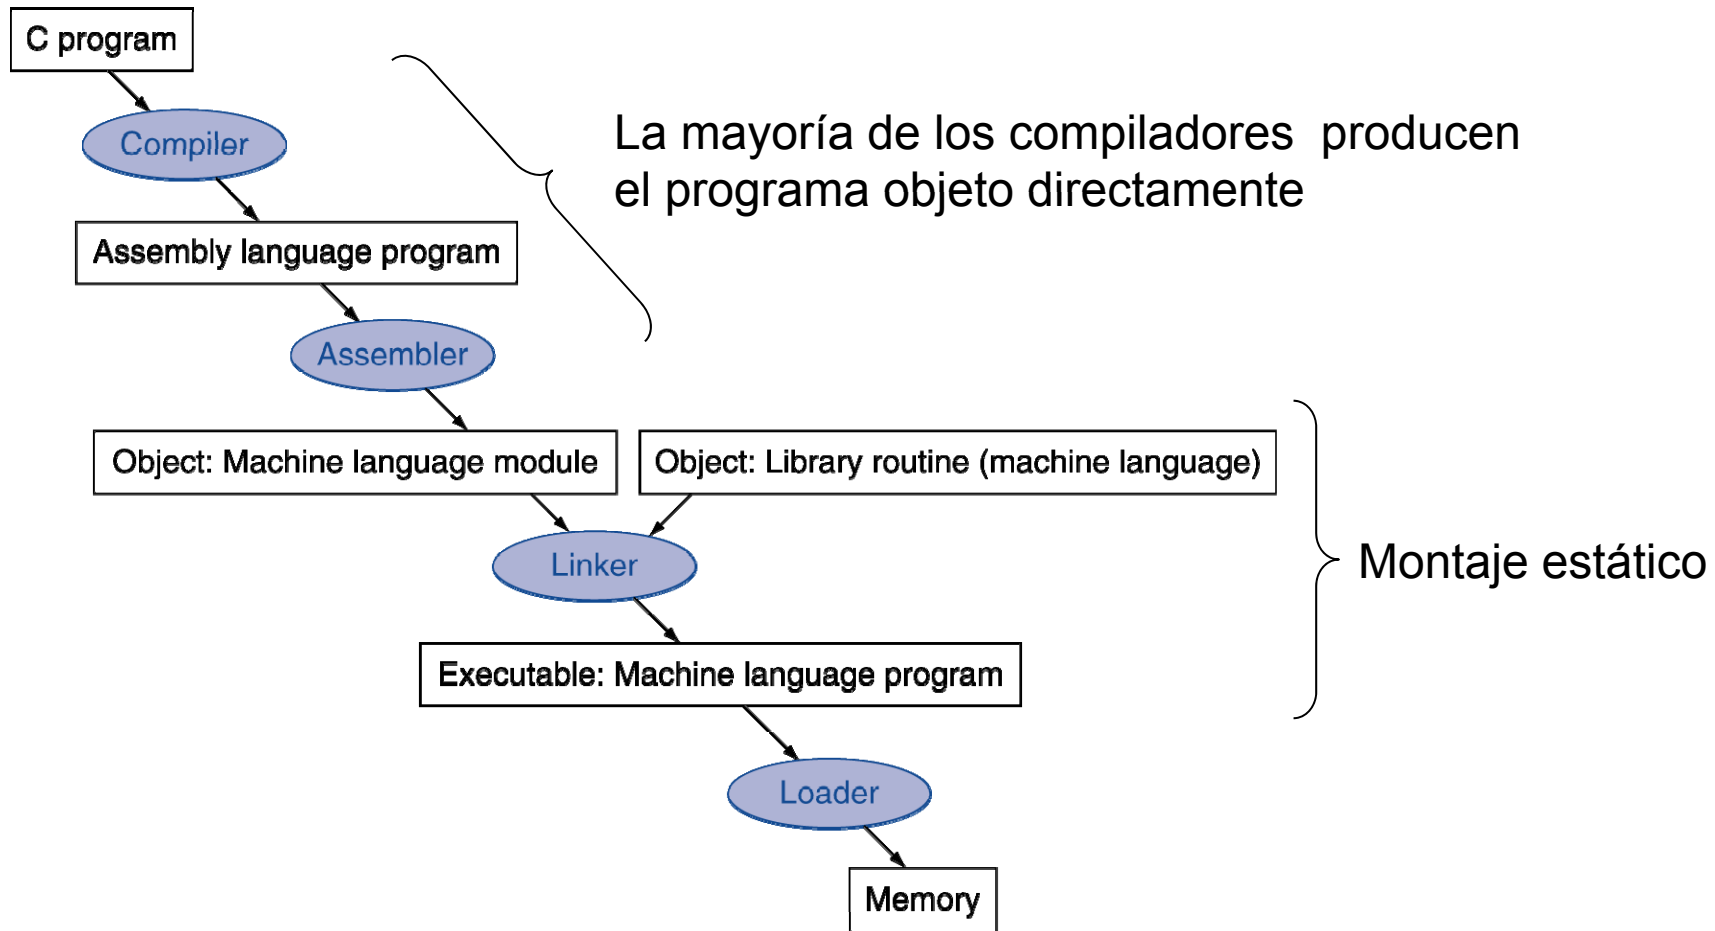 C program
Compiler
La mayoría de los compiladores producen
el programa objeto directamente
Assembly language program
Assembler
Object: Machine language module
Object: Library routine (machine language)
Linker
Montaje estático
Executable: Machine language program
Loader
Memory